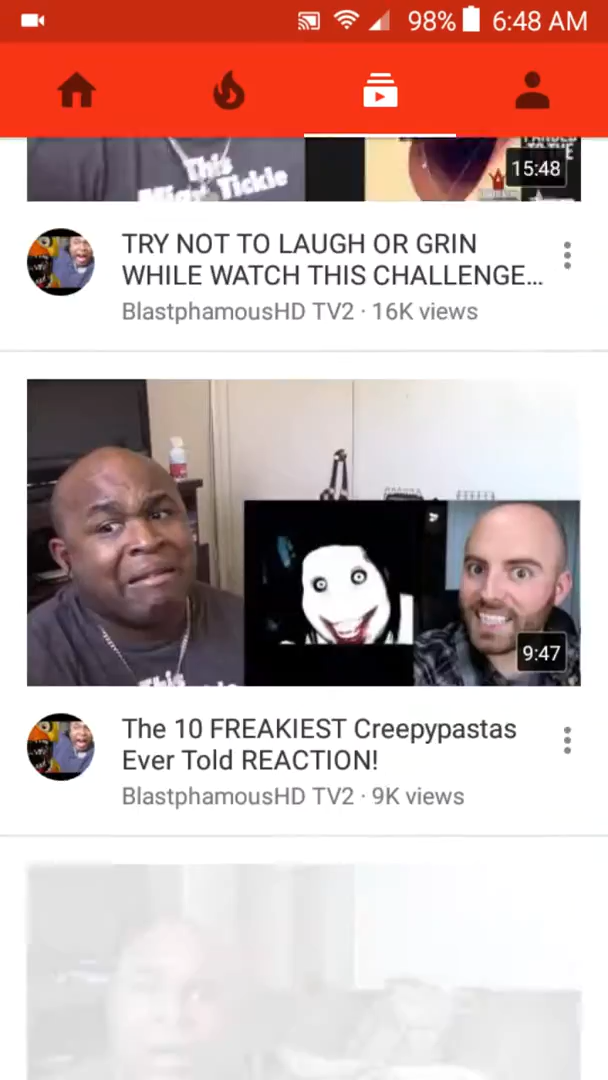 98% 6:48 AM
This
Tickle
15:48
TRY NOT TO LAUGH OR GRIN
WHILE WATCH THIS CHALLENGE...
BlastphamousHD TV2 · 16K views
9:47
This
The 10 FREAKIEST Creepypastas
Ever Told REACTION!
BlastphamousHD TV2 · 9K views